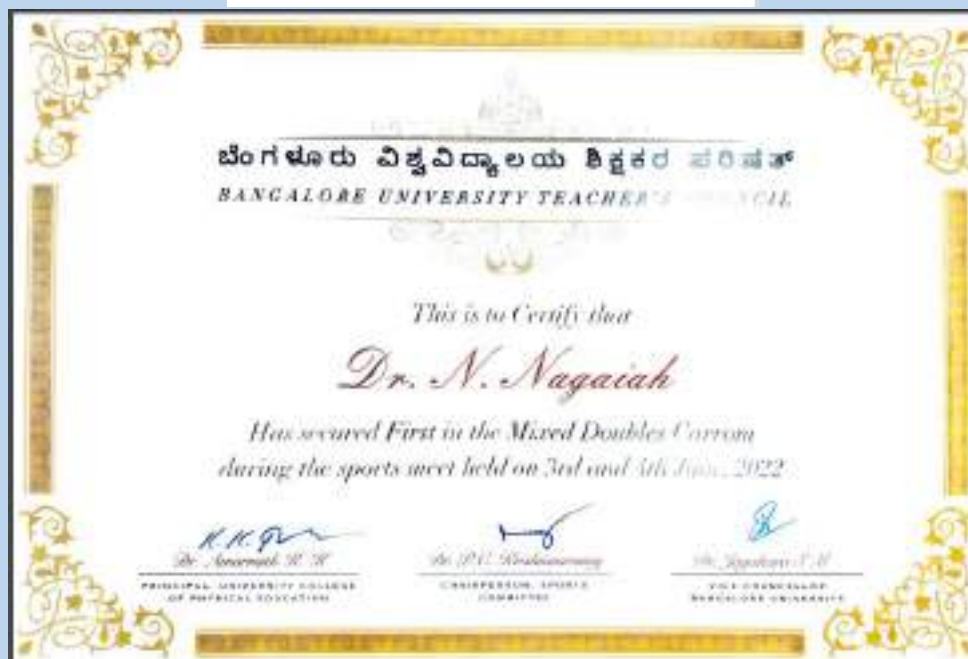 ಬೆಂಗಳೂರು ವಿಶ್ವವಿದ್ಯಾಲಯ ಶಿಕ್ಷಕರ ಪರಿಷತ್
BANGALORE UNIVERSITY TEACHER'S COUNCIL
This is to Certify that
Dr. N. Nagaiah
Has secured First in the Mixed Doubles Carrom
during the sports meet held on 3rd and 4th June, 2022
PRINCIPAL, UNIVERSITY COLLEGE
OF PHYSICAL EDUCATION
CHAIRPERSON, SPORTS
COMMITTEE
VICE CHANCELLOR
BANGALORE UNIVERSITY